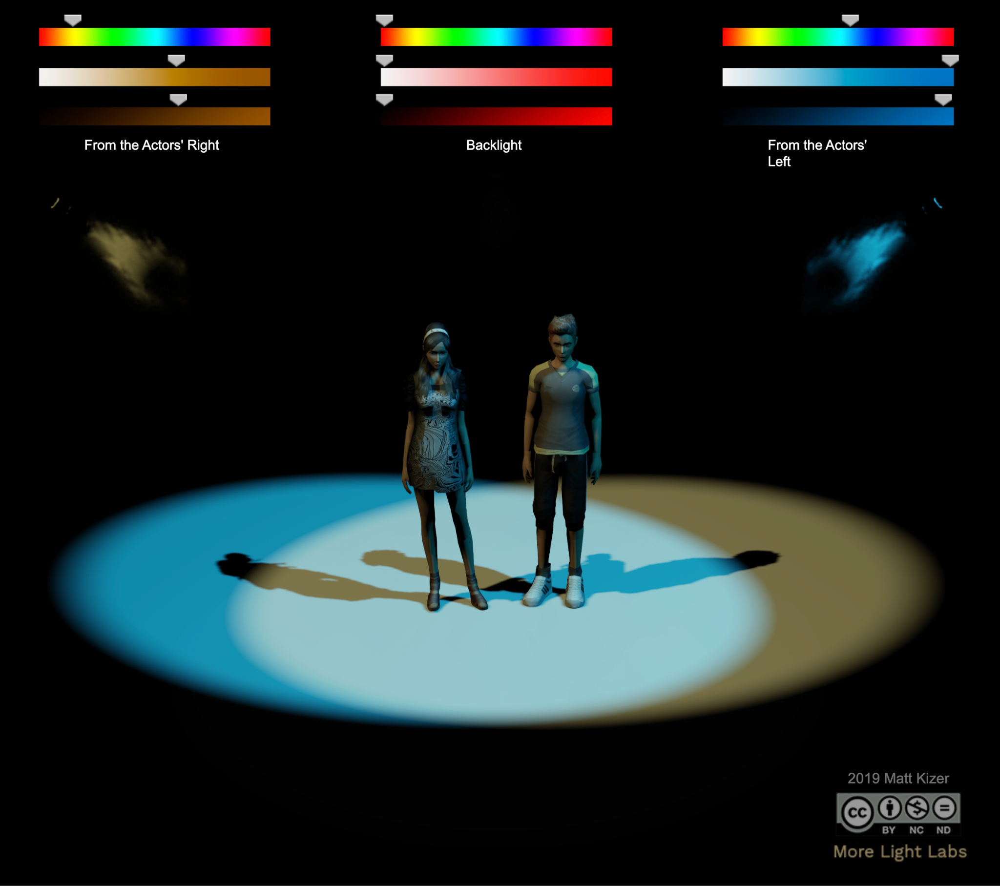 From the Actors' Right
Backlight
From the Actors'
Left
2019 Matt Kizer
cc
BY NC ND
More Light Labs